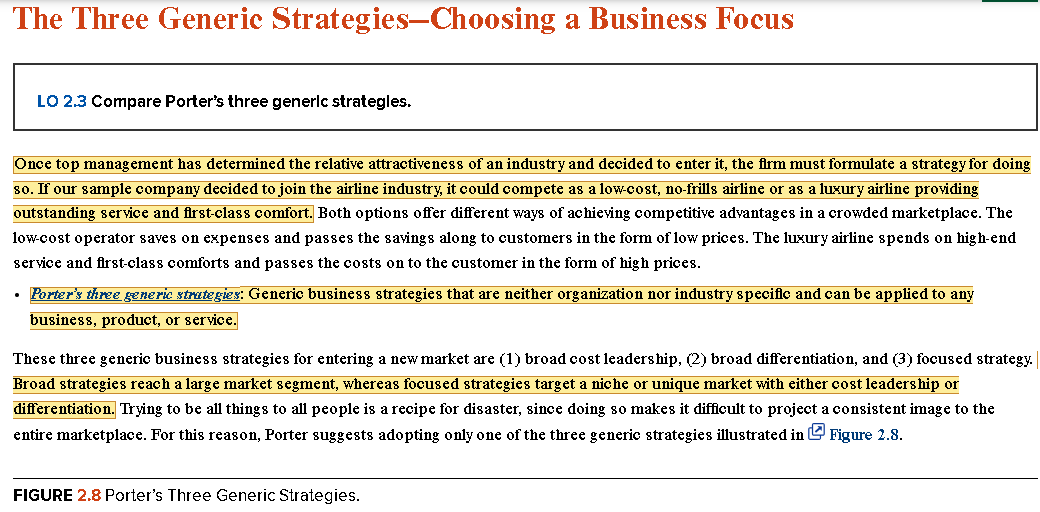 The Three Generic Strategies—Choosing a Business Focus
LO 2.3 Compare Porter's three generic strategies.
Once top management has determined the relative attractiveness of an industry and decided to enter it, the firm must formulate a strategy for doing
so. If our sample company decided to join the airline industry, it could compete as a low-cost, no-frills airline or as a luxury airline providing
outstanding service and first-class comfort. Both options offer different ways of achieving competitive advantages in a crowded marketplace. The
low-cost operator saves on expenses and passes the savings along to customers in the form of low prices. The luxury airline spends on high-end
service and first-class comforts and passes the costs on to the customer in the form of high prices.
• Porter's three generic strategies: Generic business strategies that are neither organization nor industry specific and can be applied to any
business, product, or service.
These three generic business strategies for entering a new market are (1) broad cost leadership, (2) broad differentiation, and (3) focused strategy.
Broad strategies reach a large market segment, whereas focused strategies target a niche or unique market with either cost leadership or
differentiation. Trying to be all things to all people is a recipe for disaster, since doing so makes it difficult to project a consistent image to the
entire marketplace. For this reason, Porter suggests adopting only one of the three generic strategies illustrated in Figure 2.8.
FIGURE 2.8 Porter's Three Generic Strategies.